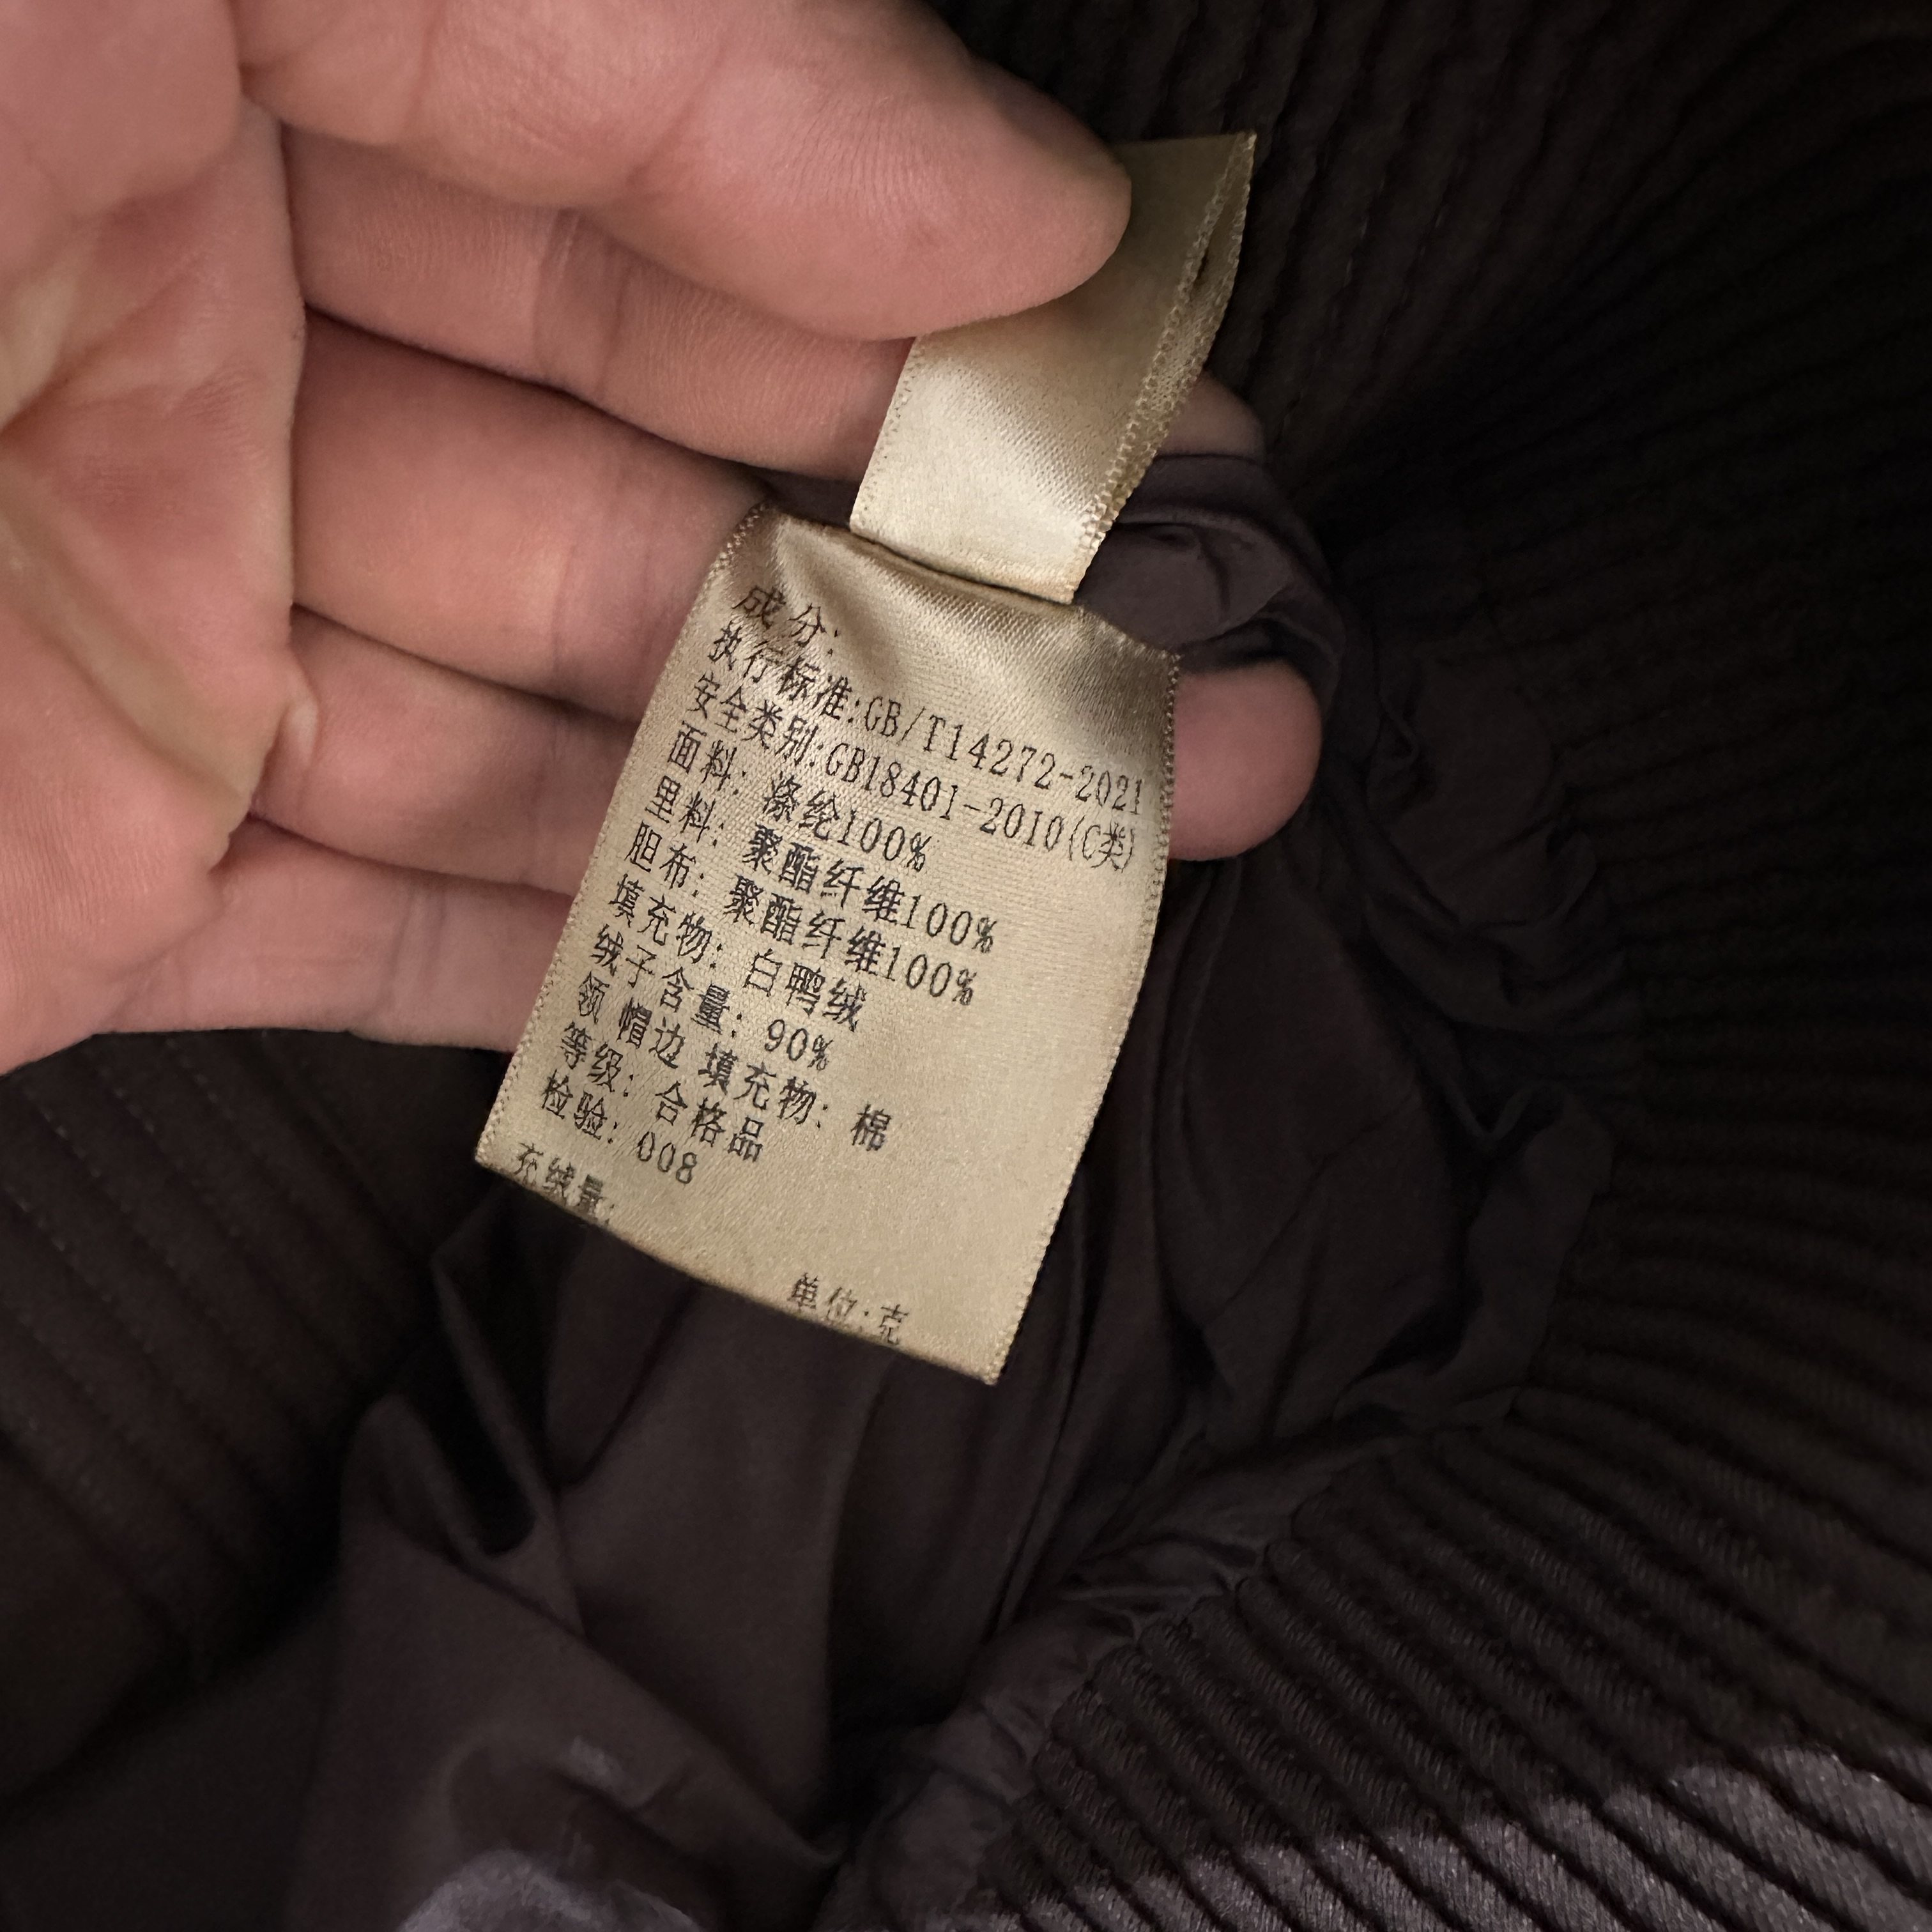 成 分:
执行标准:GB/T14272-2021
安全类别:GB18401-2010(C类)
面料: 涤纶100%
里料: 聚酯纤维100%
胆布: 聚酯纤维100%
填充物: 白鸭绒
绒子含量: 90%
领 帽边 填充物: 棉
等级: 合格品
检验: 008
充绒量:
单位:克